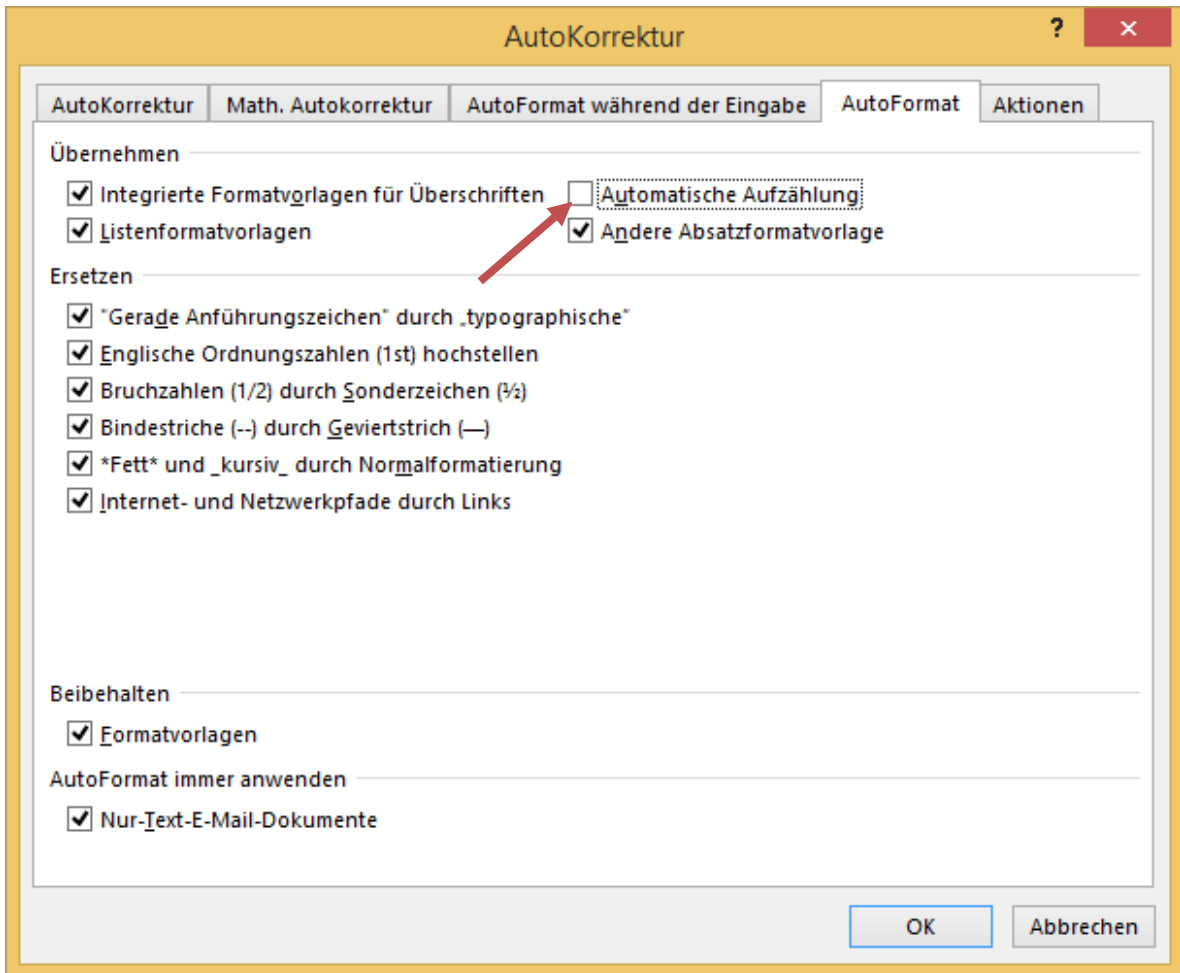 AutoKorrektur
?
AutoKorrektur Math. Autokorrektur AutoFormat während der Eingabe AutoFormat Aktionen
Übernehmen
Integrierte Formatvorlagen für Überschriften Automatische Aufzählung
Listenformatvorlagen Andere Absatzformatvorlage
Ersetzen
"Gerade Anführungszeichen" durch „typographische“
Englische Ordnungszahlen (1st) hochstellen
Bruchzahlen (1/2) durch Sonderzeichen (½)
Bindestriche (--) durch Geviertstrich (—)
*Fett* und _kursiv_ durch Normalformatierung
Internet- und Netzwerkpfade durch Links
Beibehalten
Formatvorlagen
AutoFormat immer anwenden
Nur-Text-E-Mail-Dokumente
OK Abbrechen